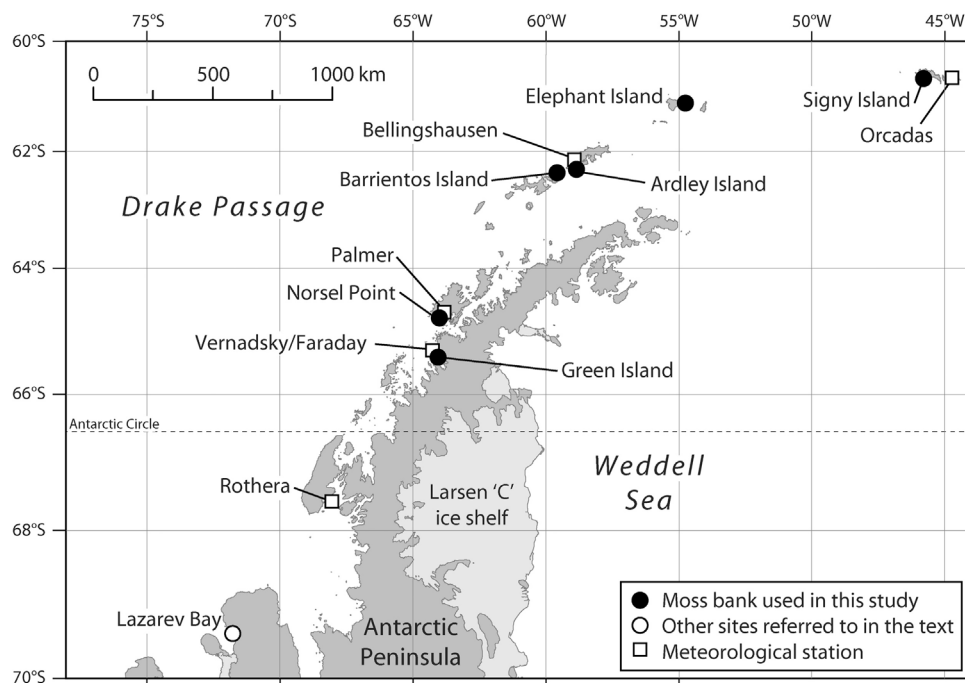 75°S 70°S 65°S 60°S 55°S 50°S 45°S
60°S
0 500 1000 km
Elephant Island
Signy Island
Orcadas
Bellingshausen
62°S
Barrientos Island
Ardley Island
Drake Passage
Palmer
64°S
Norsel Point
Vernadsky/Faraday
Green Island
66°S
Antarctic Circle
Weddell
Sea
Rothera
Larsen ‘C’
ice shelf
68°S
Lazarev Bay
Antarctic
Peninsula
70°S
Moss bank used in this study
Other sites referred to in the text
Meteorological station